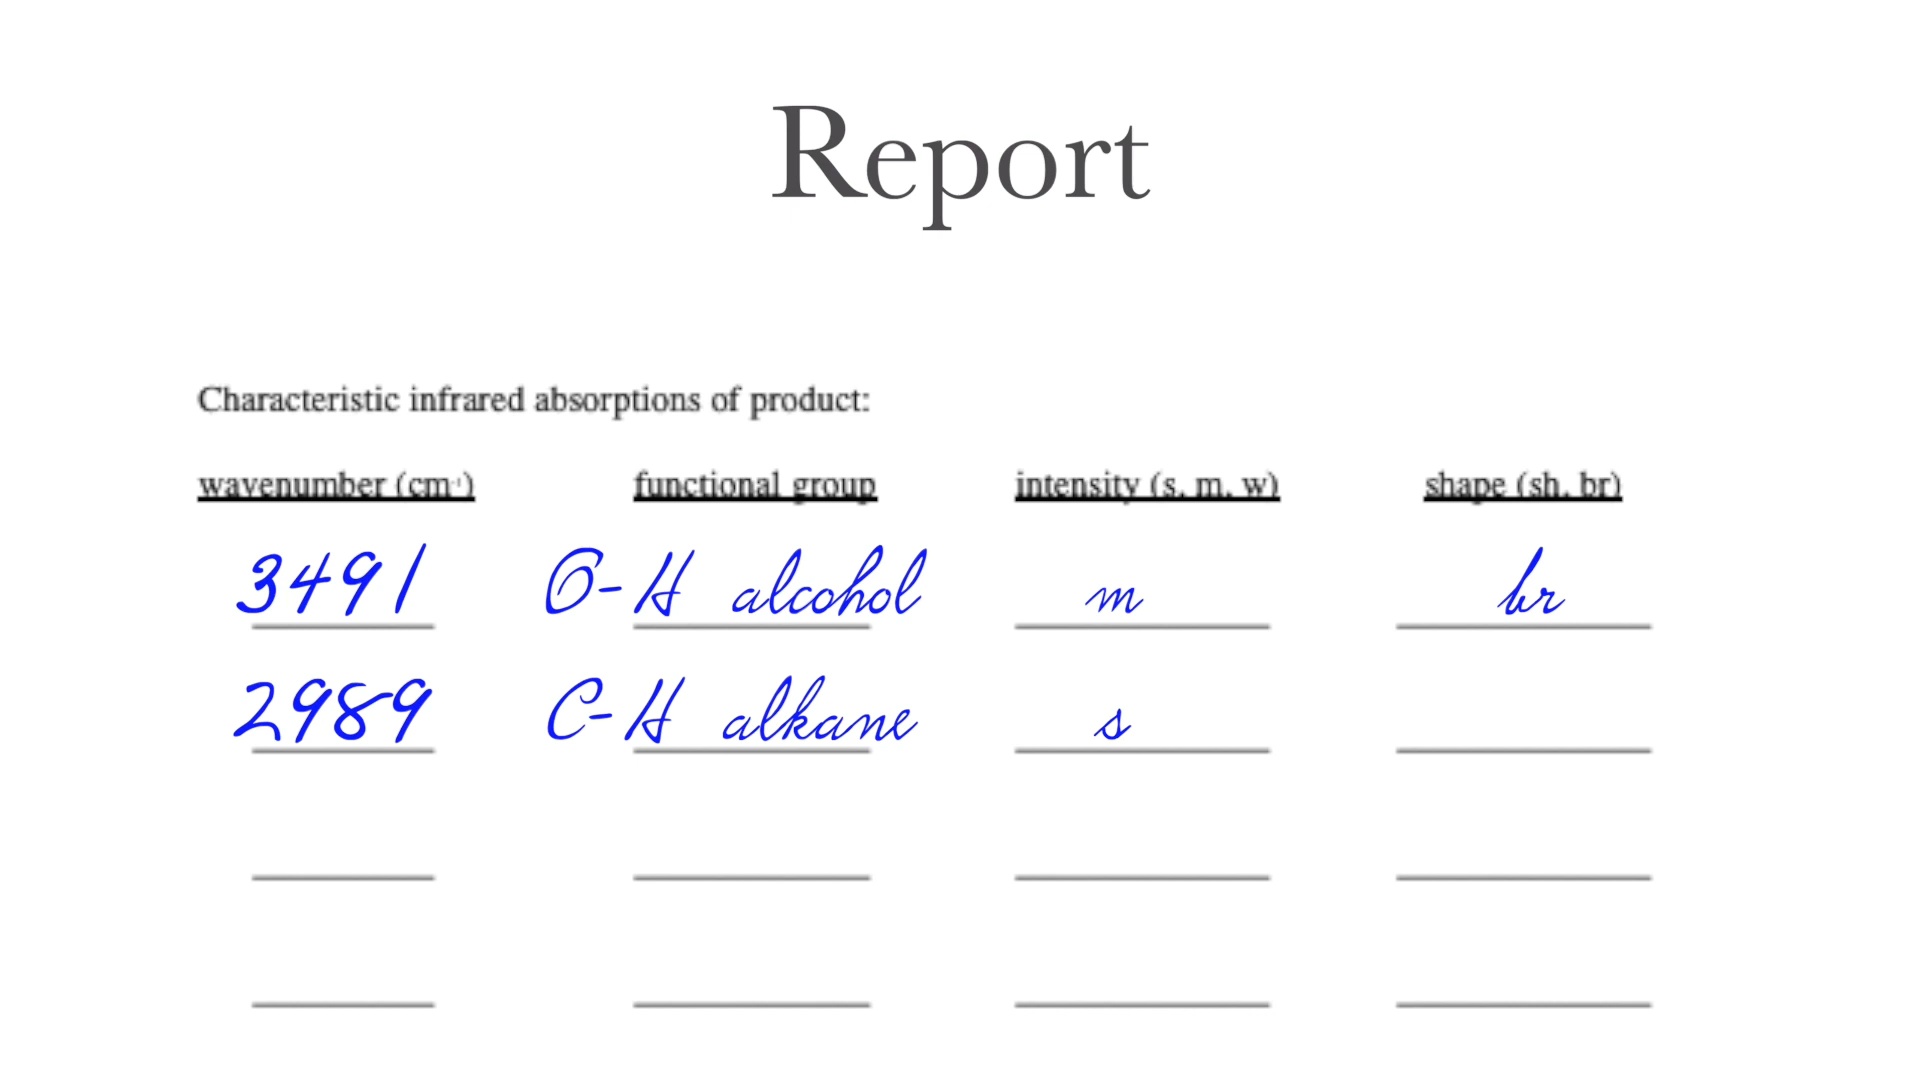 Report
Characteristic infrared absorptions of product:
wavenumber (cm-1) functional group intensity (s, m, w) shape (sh, br)
3491 O-H alcohol m br
2989 C-H alkane s